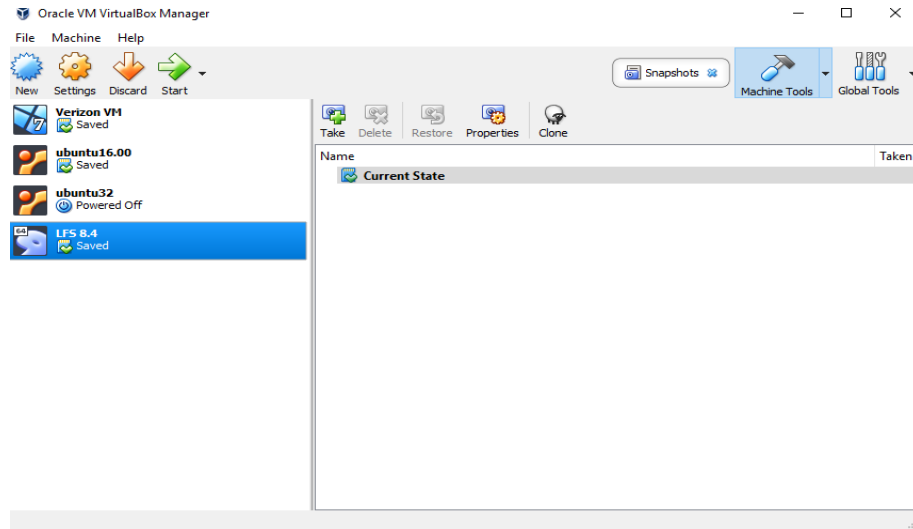 Oracle VM VirtualBox Manager
File Machine Help
New Settings Discard Start
Snapshots
Machine Tools
Global Tools
Verizon VM
Saved
ubuntu16.00
Saved
ubuntu32
Powered Off
64
LFS 8.4
Saved
Take Delete Restore Properties Clone
Name Taken
Current State